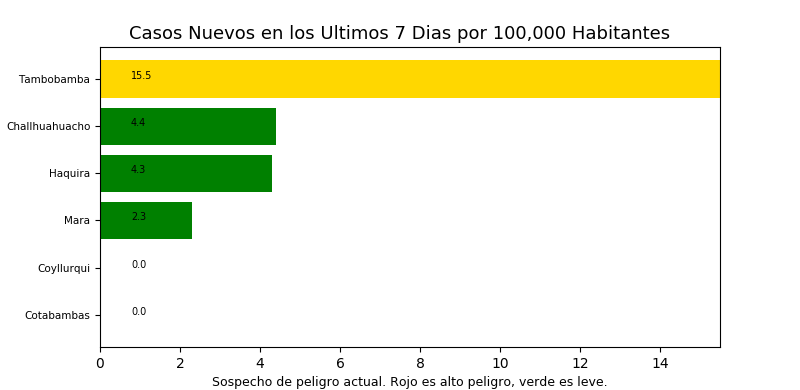 Casos Nuevos en los Ultimos 7 Dias por 100,000 Habitantes
Tambobamba 15.5
Challhuahuacho 4.4
Haquira 4.3
Mara 2.3
Coyllurqui 0.0
Cotabambas 0.0
0 2 4 6 8 10 12 14
Sospecho de peligro actual. Rojo es alto peligro, verde es leve.